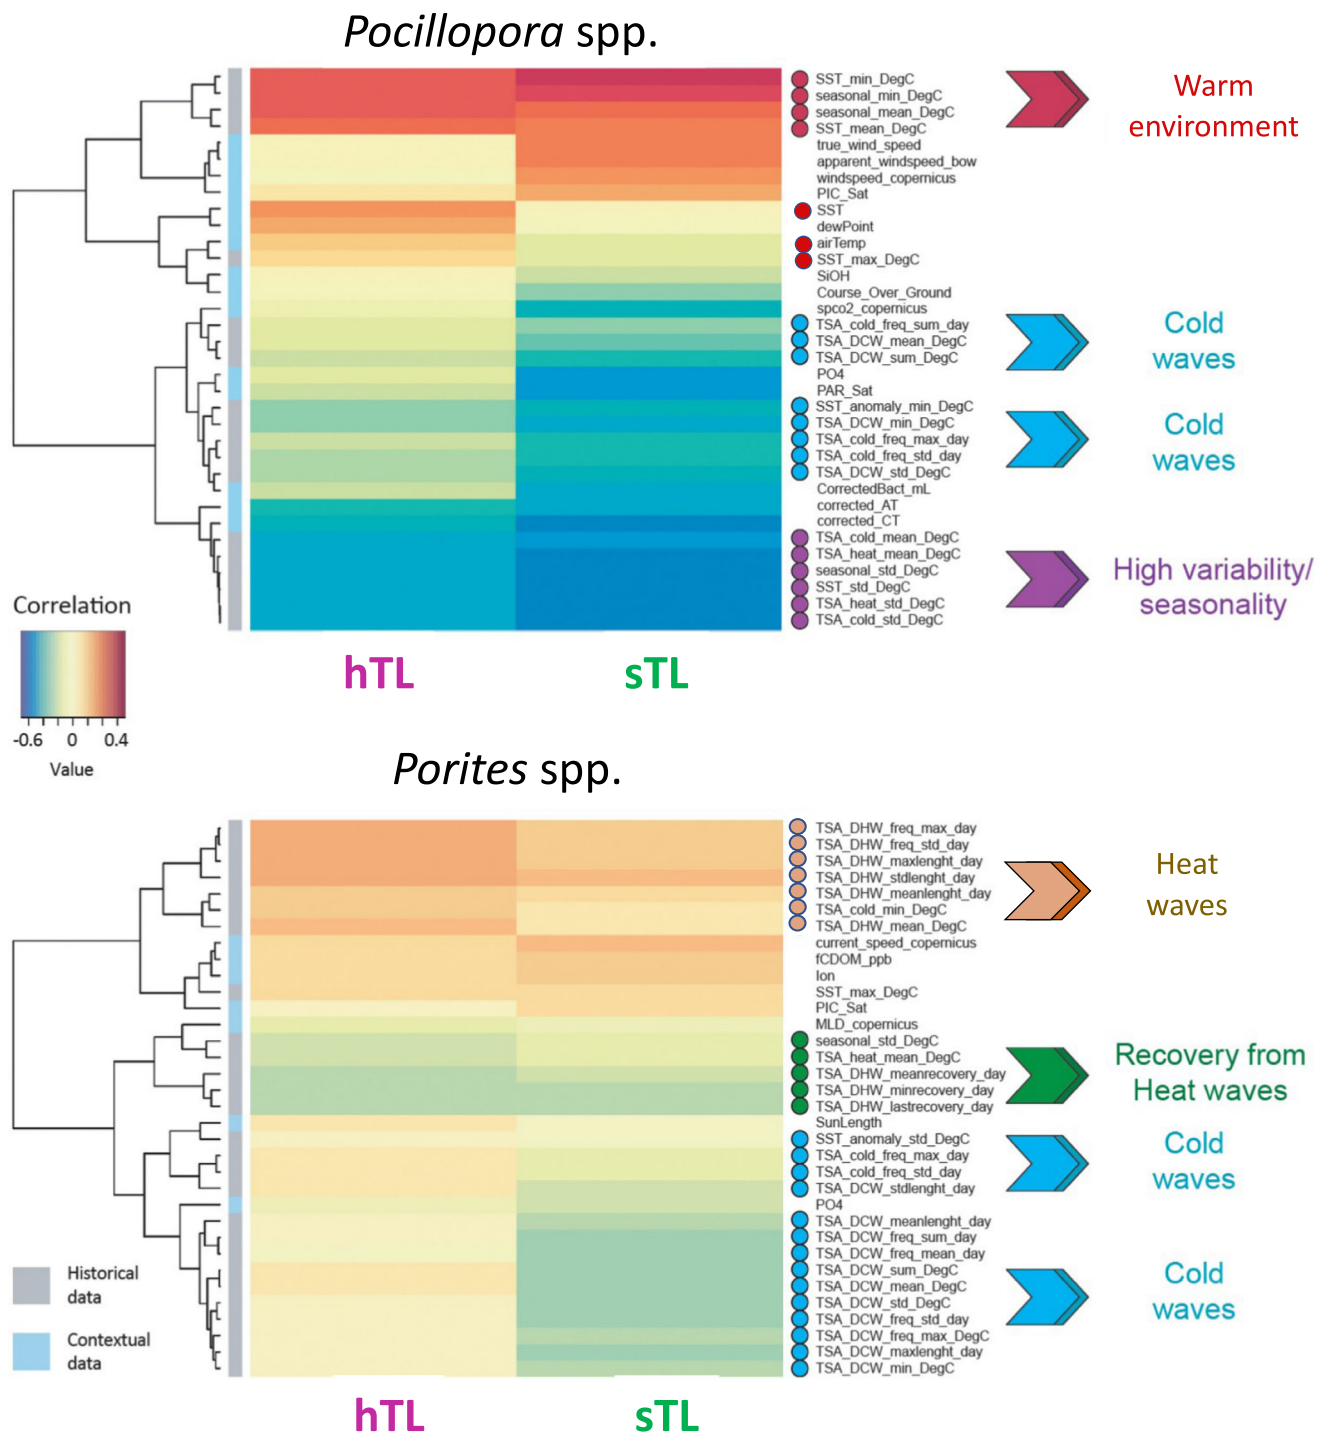 Pocillopora spp.
SST_min_DegC
seasonal_min_DegC
seasonal_mean_DegC
SST_mean_DegC
true_wind_speed
apparent_windspeed_bow
windspeed_copernicus
PIC_Sat
SST
dewPoint
airTemp
SST_max_DegC
SiOH
Course_Over_Ground
spco2_copernicus
TSA_cold_freq_sum_day
TSA_DCW_mean_DegC
TSA_DCW_sum_DegC
PO4
PAR_Sat
SST_anomaly_min_DegC
TSA_DCW_min_DegC
TSA_cold_freq_max_day
TSA_cold_freq_std_day
TSA_DCW_std_DegC
CorrectedBact_mL
corrected_AT
corrected_CT
TSA_cold_mean_DegC
TSA_heat_mean_DegC
seasonal_std_DegC
SST_std_DegC
TSA_heat_std_DegC
TSA_cold_std_DegC
Warm
environment
Cold
waves
Cold
waves
High variability/
seasonality
Correlation
-0.6 0 0.4
Value
hTL sTL
Porites spp.
TSA_DHW_freq_max_day
TSA_DHW_freq_std_day
TSA_DHW_maxlenght_day
TSA_DHW_stdlenght_day
TSA_DHW_meanlenght_day
TSA_cold_min_DegC
TSA_DHW_mean_DegC
current_speed_copernicus
fCDOM_ppb
lon
SST_max_DegC
PIC_Sat
MLD_copernicus
seasonal_std_DegC
TSA_heat_mean_DegC
TSA_DHW_meanrecovery_day
TSA_DHW_minrecovery_day
TSA_DHW_lastrecovery_day
SunLength
SST_anomaly_std_DegC
TSA_cold_freq_max_day
TSA_cold_freq_std_day
TSA_DCW_stdlenght_day
PO4
TSA_DCW_meanlenght_day
TSA_DCW_freq_sum_day
TSA_DCW_freq_mean_day
TSA_DCW_sum_DegC
TSA_DCW_mean_DegC
TSA_DCW_std_DegC
TSA_DCW_freq_std_day
TSA_DCW_freq_max_DegC
TSA_DCW_maxlenght_day
TSA_DCW_min_DegC
Heat
waves
Recovery from
Heat waves
Cold
waves
Cold
waves
Historical
data
Contextual
data
hTL sTL